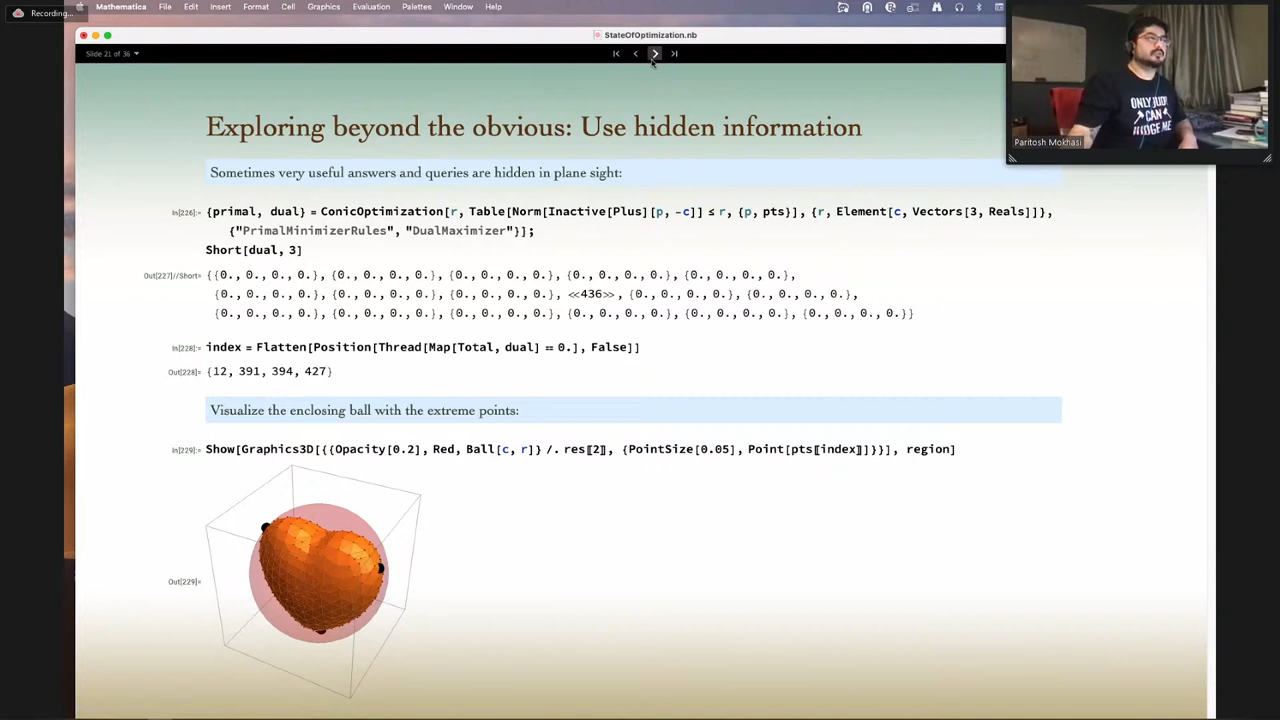 Recording...
Mathematica File Edit Insert Format Cell Graphics Evaluation Palettes Window Help
StateOfOptimization.nb
Slide 21 of 36
ONLY JUDY
CAN
JUDGE ME
Paritosh Mokhasi
Exploring beyond the obvious: Use hidden information
Sometimes very useful answers and queries are hidden in plane sight:
In[226]:= {primal, dual} = ConicOptimization[r, Table[Norm[Inactive[Plus][p, -c]] ≤ r, {p, pts}], {r, Element[c, Vectors[3, Reals]]},
{"PrimalMinimizerRules", "DualMaximizer"}];
Short[dual, 3]
Out[227]//Short= {{0., 0., 0., 0.}, {0., 0., 0., 0.}, {0., 0., 0., 0.}, {0., 0., 0., 0.}, {0., 0., 0., 0.},
{0., 0., 0., 0.}, {0., 0., 0., 0.}, {0., 0., 0., 0.}, <<436>>, {0., 0., 0., 0.}, {0., 0., 0., 0.},
{0., 0., 0., 0.}, {0., 0., 0., 0.}, {0., 0., 0., 0.}, {0., 0., 0., 0.}, {0., 0., 0., 0.}, {0., 0., 0., 0.}}
In[228]:= index = Flatten[Position[Thread[Map[Total, dual] == 0.], False]]
Out[228]= {12, 391, 394, 427}
Visualize the enclosing ball with the extreme points:
In[229]:= Show[Graphics3D[{{Opacity[0.2], Red, Ball[c, r]} /. res[[2]], {PointSize[0.05], Point[pts[[index]]]}}], region]
Out[229]=